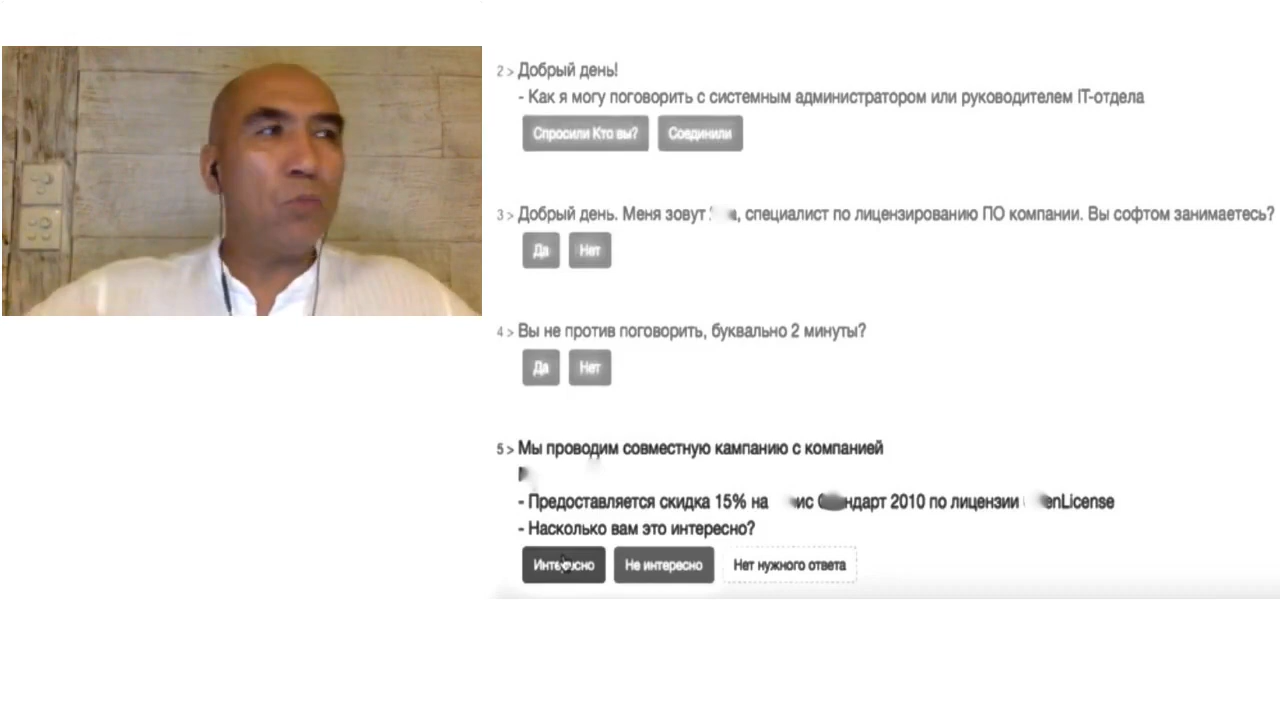 2 > Добрый день!
- Как я могу поговорить с системным администратором или руководителем IT-отдела
Спросили Кто вы? Соединили
3 > Добрый день. Меня зовут , специалист по лицензированию ПО компании. Вы софтом занимаетесь?
Да Нет
4 > Вы не против поговорить, буквально 2 минуты?
Да Нет
5 > Мы проводим совместную кампанию с компанией
- Предоставляется скидка 15% на 2010 по лицензии
- Насколько вам это интересно?
Интересно Не интересно Нет нужного ответа